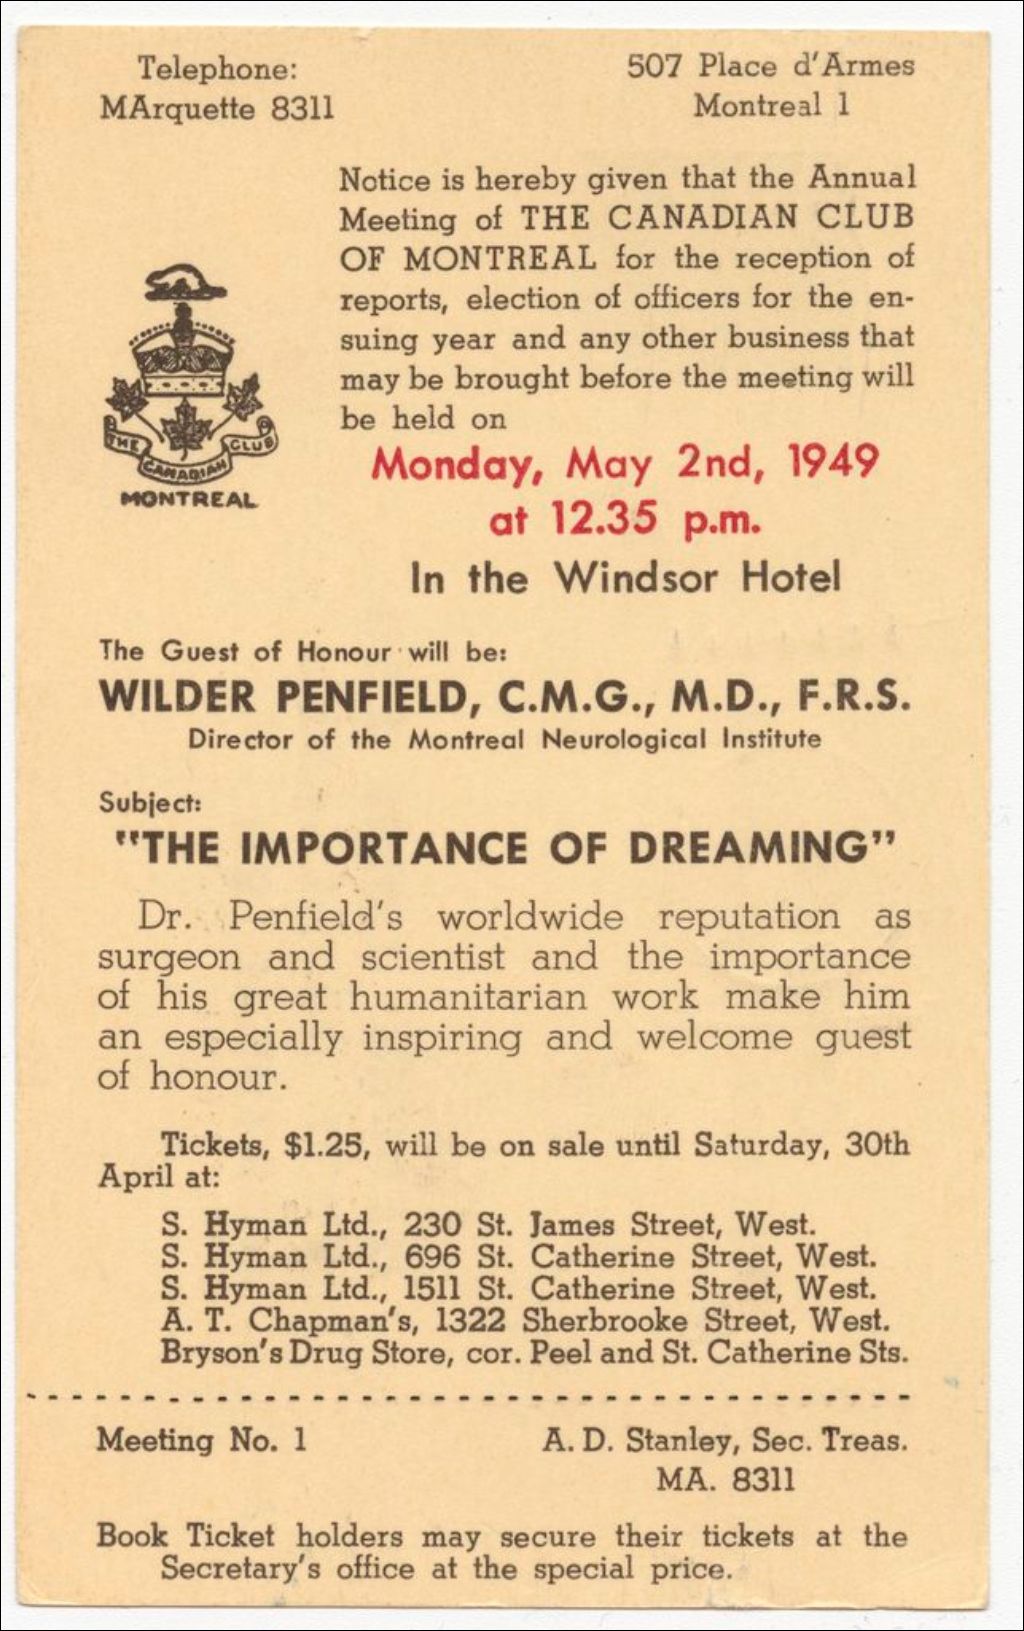 Telephone:
MArquette 8311
507 Place d'Armes
Montreal 1
Notice is hereby given that the Annual
Meeting of THE CANADIAN CLUB
OF MONTREAL for the reception of
reports, election of officers for the en-
suing year and any other business that
may be brought before the meeting will
be held on
THE CANADIAN CLUB
MONTREAL
Monday, May 2nd, 1949
at 12.35 p.m.
In the Windsor Hotel
The Guest of Honour will be:
WILDER PENFIELD, C.M.G., M.D., F.R.S.
Director of the Montreal Neurological Institute
Subject:
"THE IMPORTANCE OF DREAMING"
Dr. Penfield's worldwide reputation as
surgeon and scientist and the importance
of his great humanitarian work make him
an especially inspiring and welcome guest
of honour.
Tickets, $1.25, will be on sale until Saturday, 30th
April at:
S. Hyman Ltd., 230 St. James Street, West.
S. Hyman Ltd., 696 St. Catherine Street, West.
S. Hyman Ltd., 1511 St. Catherine Street, West.
A. T. Chapman's, 1322 Sherbrooke Street, West.
Bryson's Drug Store, cor. Peel and St. Catherine Sts.
Meeting No. 1
A. D. Stanley, Sec. Treas.
MA. 8311
Book Ticket holders may secure their tickets at the
Secretary's office at the special price.